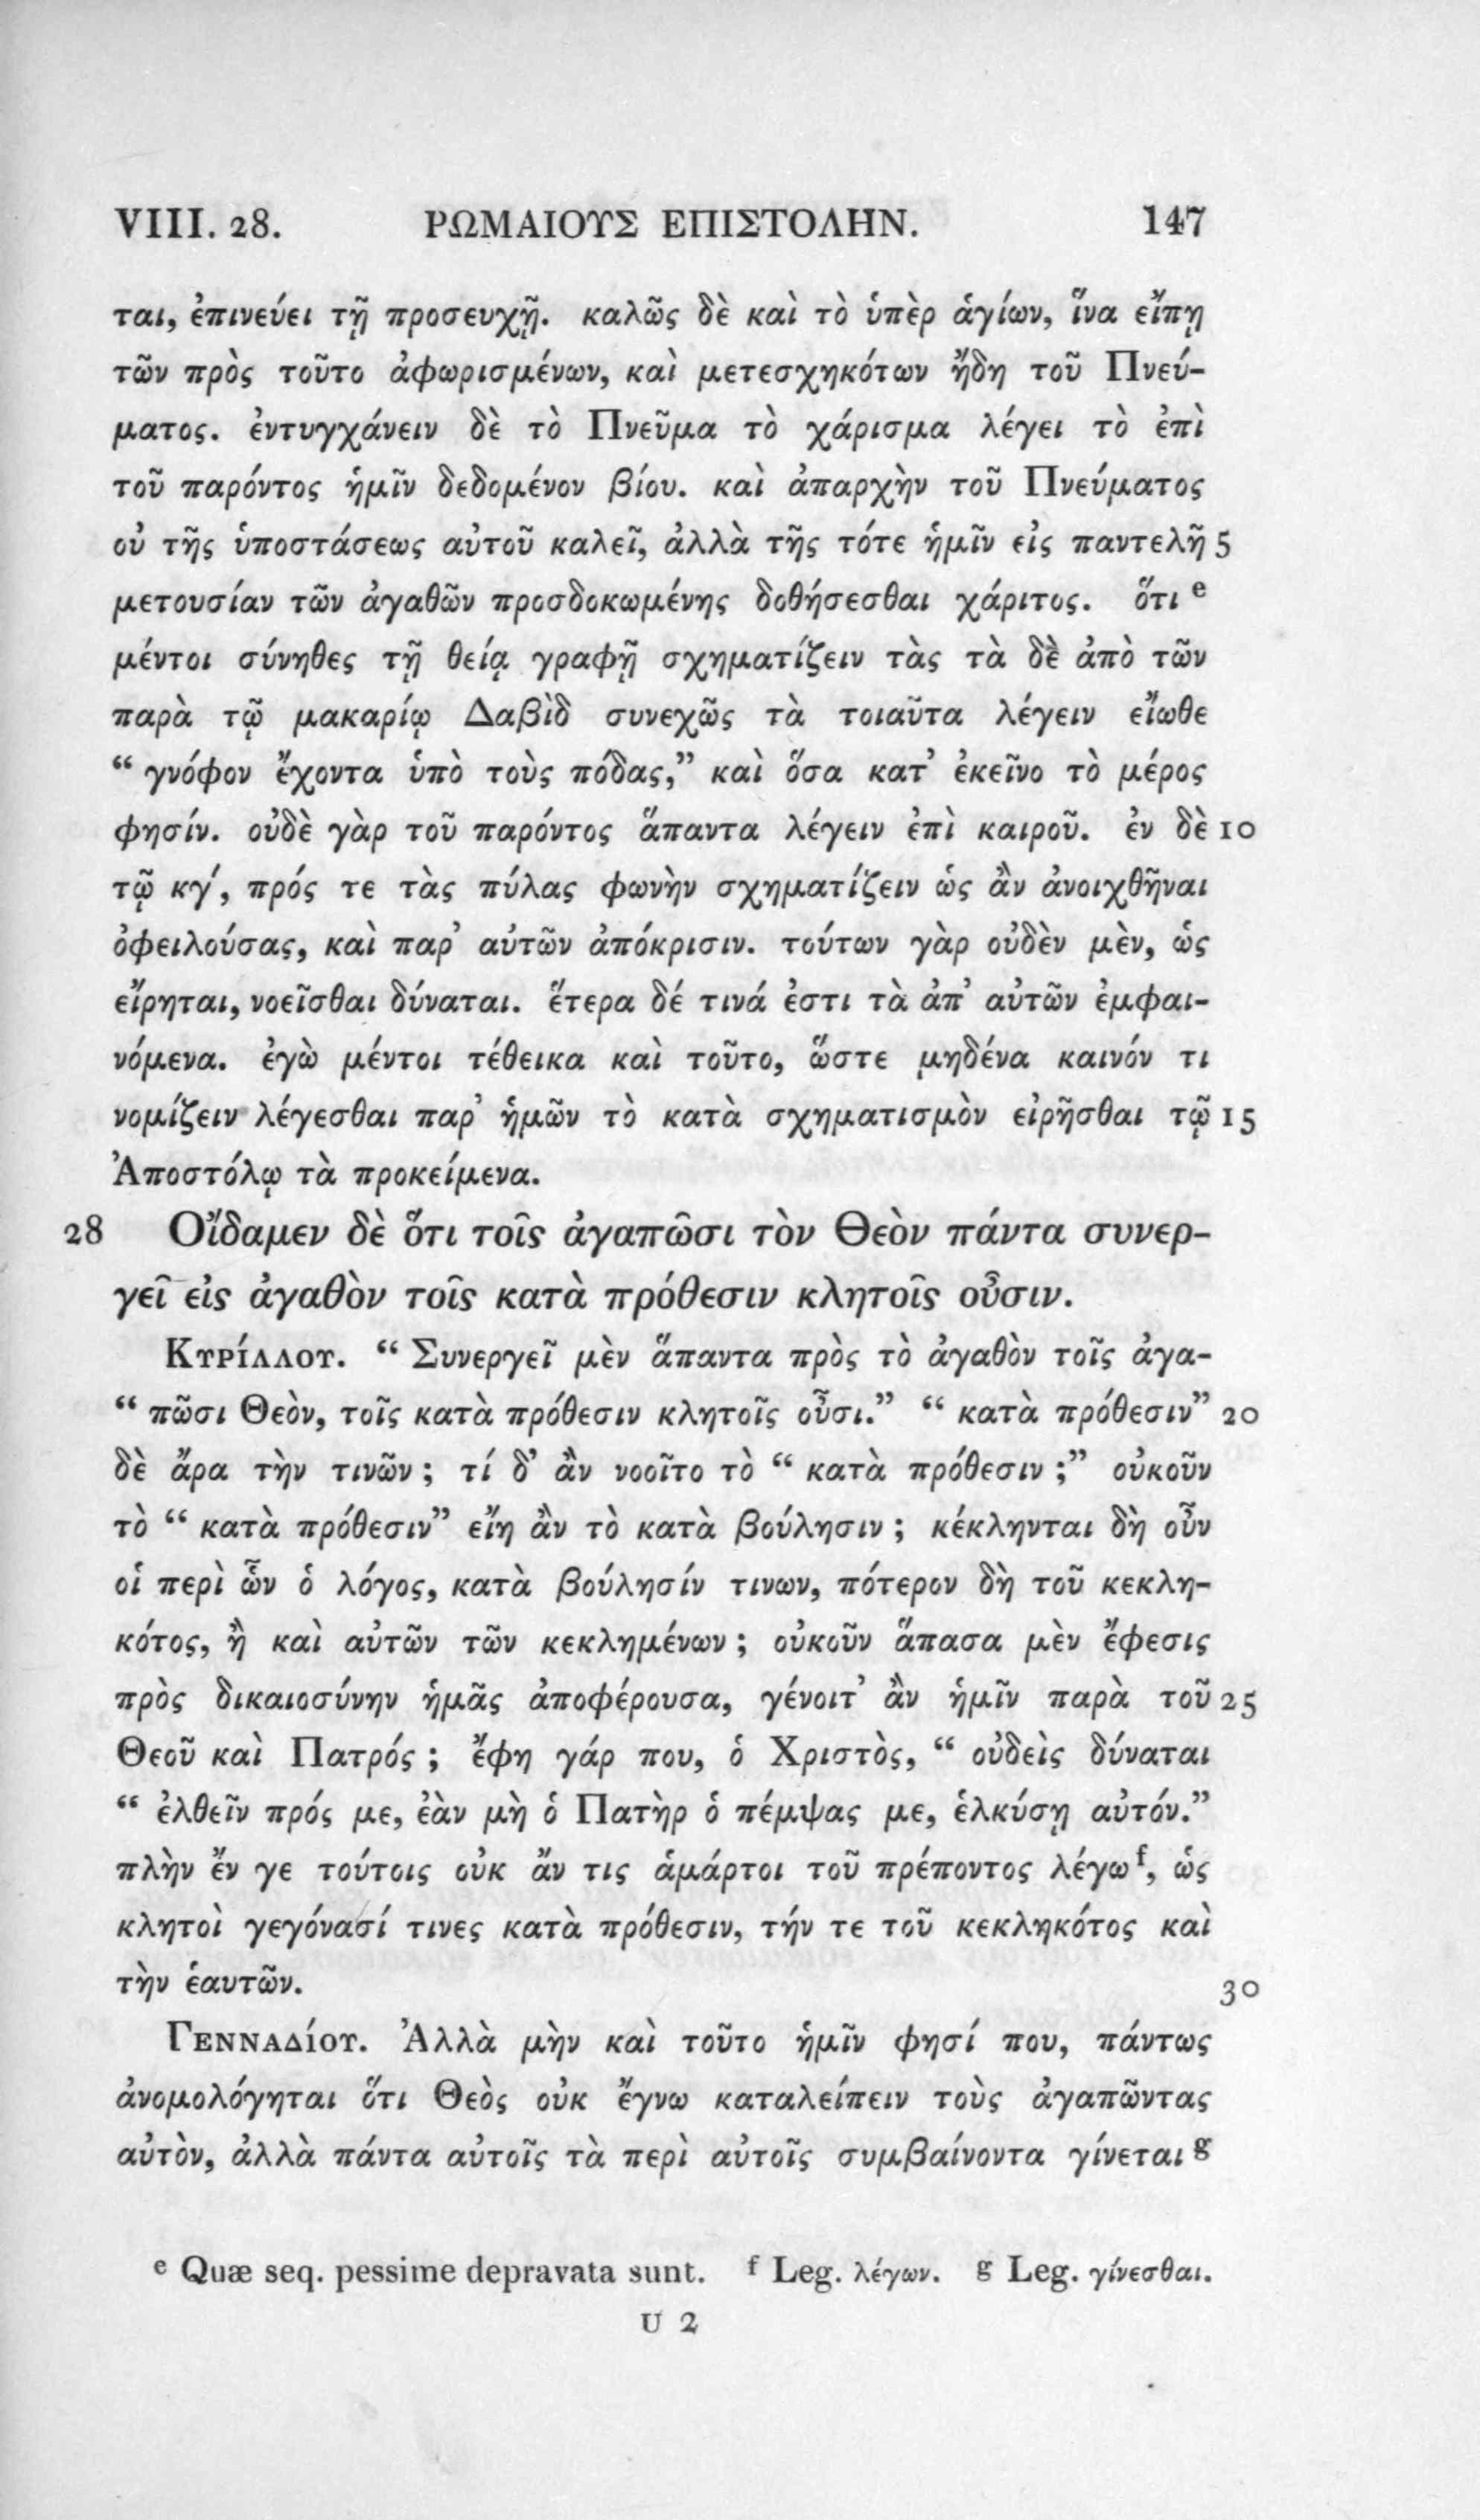 VIII. 28. ΡΩΜΑΙΟΥΣ ΕΠΙΣΤΟΛΗΝ. 147
ται, ἐπινεύει τῇ προσευχῇ. καλῶς δὲ καὶ τὸ ὑπὲρ ἁγίων, ἵνα εἴπῃ
τῶν πρὸς τοῦτο ἀφωρισμένων, καὶ μετεσχηκότων ἤδη τοῦ Πνεύ-
ματος. ἐντυγχάνειν δὲ τὸ Πνεῦμα τὸ χάρισμα λέγει τὸ ἐπὶ
τοῦ παρόντος ἡμῖν δεδομένον βίου. καὶ ἀπαρχὴν τοῦ Πνεύματος
οὐ τῆς ὑποστάσεως αὐτοῦ καλεῖ, ἀλλὰ τῆς τότε ἡμῖν εἰς παντελῆ 5
μετουσίαν τῶν ἀγαθῶν προσδοκωμένης δοθήσεσθαι χάριτος. ὅτι e
μέντοι σύνηθες τῇ θείᾳ γραφῇ σχηματίζειν τὰς τὰ δὲ ἀπὸ τῶν
παρὰ τῷ μακαρίῳ Δαβὶδ συνεχῶς τὰ τοιαῦτα λέγειν εἴωθε
“ γνόφον ἔχοντα ὑπὸ τοὺς πόδας,” καὶ ὅσα κατ’ ἐκεῖνο τὸ μέρος
φησίν. οὐδὲ γὰρ τοῦ παρόντος ἅπαντα λέγειν ἐπὶ καιροῦ. ἐν δὲ 10
τῷ κγ΄, πρός τε τὰς πύλας φωνὴν σχηματίζειν ὡς ἂν ἀνοιχθῆναι
ὀφειλούσας, καὶ παρ’ αὐτῶν ἀπόκρισιν. τούτων γὰρ οὐδὲν μὲν, ὡς
εἴρηται, νοεῖσθαι δύναται. ἕτερα δέ τινά ἐστι τὰ ἀπ’ αὐτῶν ἐμφαι-
νόμενα. ἐγὼ μέντοι τέθεικα καὶ τοῦτο, ὥστε μηδένα καινόν τι
νομίζειν λέγεσθαι παρ’ ἡμῶν τὸ κατὰ σχηματισμὸν εἰρῆσθαι τῷ 15
Ἀποστόλῳ τὰ προκείμενα.
28 Οἴδαμεν δὲ ὅτι τοῖς ἀγαπῶσι τὸν Θεὸν πάντα συνερ-
γεῖ εἰς ἀγαθὸν τοῖς κατὰ πρόθεσιν κλητοῖς οὖσιν.
Κυρίλλου. “ Συνεργεῖ μὲν ἅπαντα πρὸς τὸ ἀγαθὸν τοῖς ἀγα-
“ πῶσι Θεὸν, τοῖς κατὰ πρόθεσιν κλητοῖς οὖσι.” “ κατὰ πρόθεσιν” 20
δὲ ἄρα τὴν τινῶν ; τί δ’ ἂν νοοῖτο τὸ “ κατὰ πρόθεσιν ;” οὐκοῦν
τὸ “ κατὰ πρόθεσιν” εἴη ἂν τὸ κατὰ βούλησιν ; κέκληνται δὴ οὖν
οἱ περὶ ὧν ὁ λόγος, κατὰ βούλησίν τινων, πότερον δὴ τοῦ κεκλη-
κότος, ἢ καὶ αὐτῶν τῶν κεκλημένων ; οὐκοῦν ἅπασα μὲν ἔφεσις
πρὸς δικαιοσύνην ἡμᾶς ἀποφέρουσα, γένοιτ’ ἂν ἡμῖν παρὰ τοῦ 25
Θεοῦ καὶ Πατρός ; ἔφη γάρ που, ὁ Χριστὸς, “ οὐδεὶς δύναται
“ ἐλθεῖν πρός με, ἐὰν μὴ ὁ Πατὴρ ὁ πέμψας με, ἑλκύσῃ αὐτόν.”
πλὴν ἔν γε τούτοις οὐκ ἄν τις ἁμάρτοι τοῦ πρέποντος λέγω f, ὡς
κλητοὶ γεγόνασί τινες κατὰ πρόθεσιν, τήν τε τοῦ κεκληκότος καὶ
τὴν ἑαυτῶν. 30
Γενναδίου. Ἀλλὰ μὴν καὶ τοῦτο ἡμῖν φησί που, πάντως
ἀνομολόγηται ὅτι Θεὸς οὐκ ἔγνω καταλείπειν τοὺς ἀγαπῶντας
αὐτὸν, ἀλλὰ πάντα αὐτοῖς τὰ περὶ αὐτοῖς συμβαίνοντα γίνεται g
e Quæ seq. pessime depravata sunt. f Leg. λέγων. g Leg. γίνεσθαι.
U 2